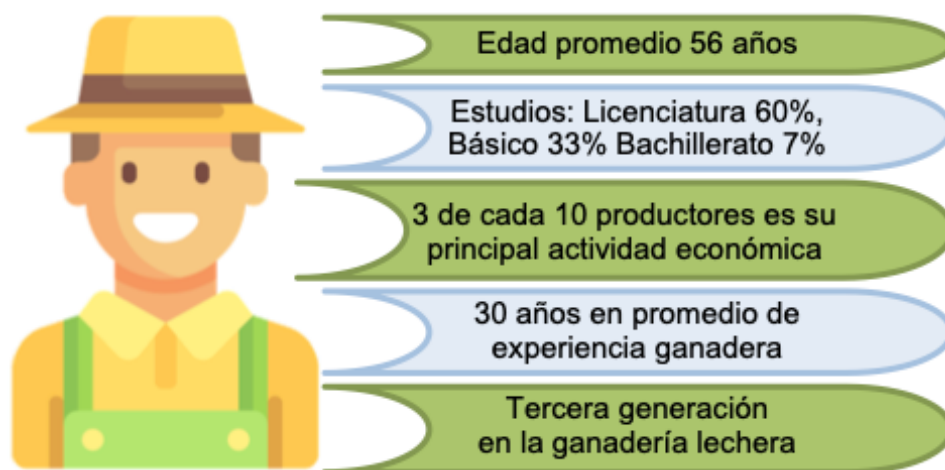 Edad promedio 56 años
Estudios: Licenciatura 60%,
Básico 33% Bachillerato 7%
3 de cada 10 productores es su
principal actividad económica
30 años en promedio de
experiencia ganadera
Tercera generación
en la ganadería lechera